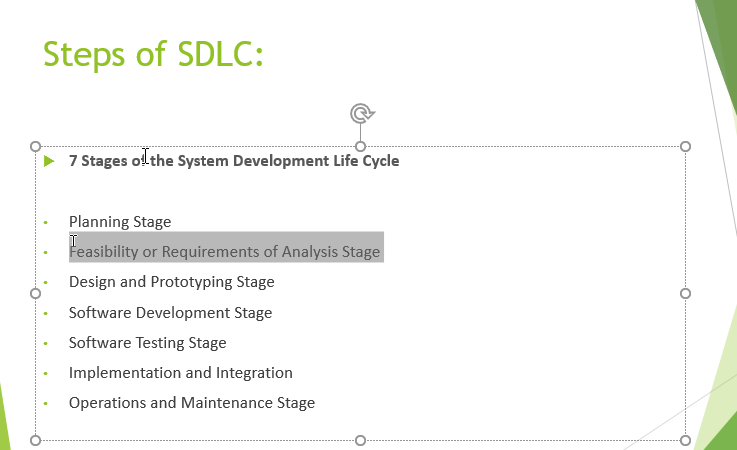 Steps of SDLC:
7 Stages of the System Development Life Cycle
Planning Stage
Feasibility or Requirements of Analysis Stage
Design and Prototyping Stage
Software Development Stage
Software Testing Stage
Implementation and Integration
Operations and Maintenance Stage